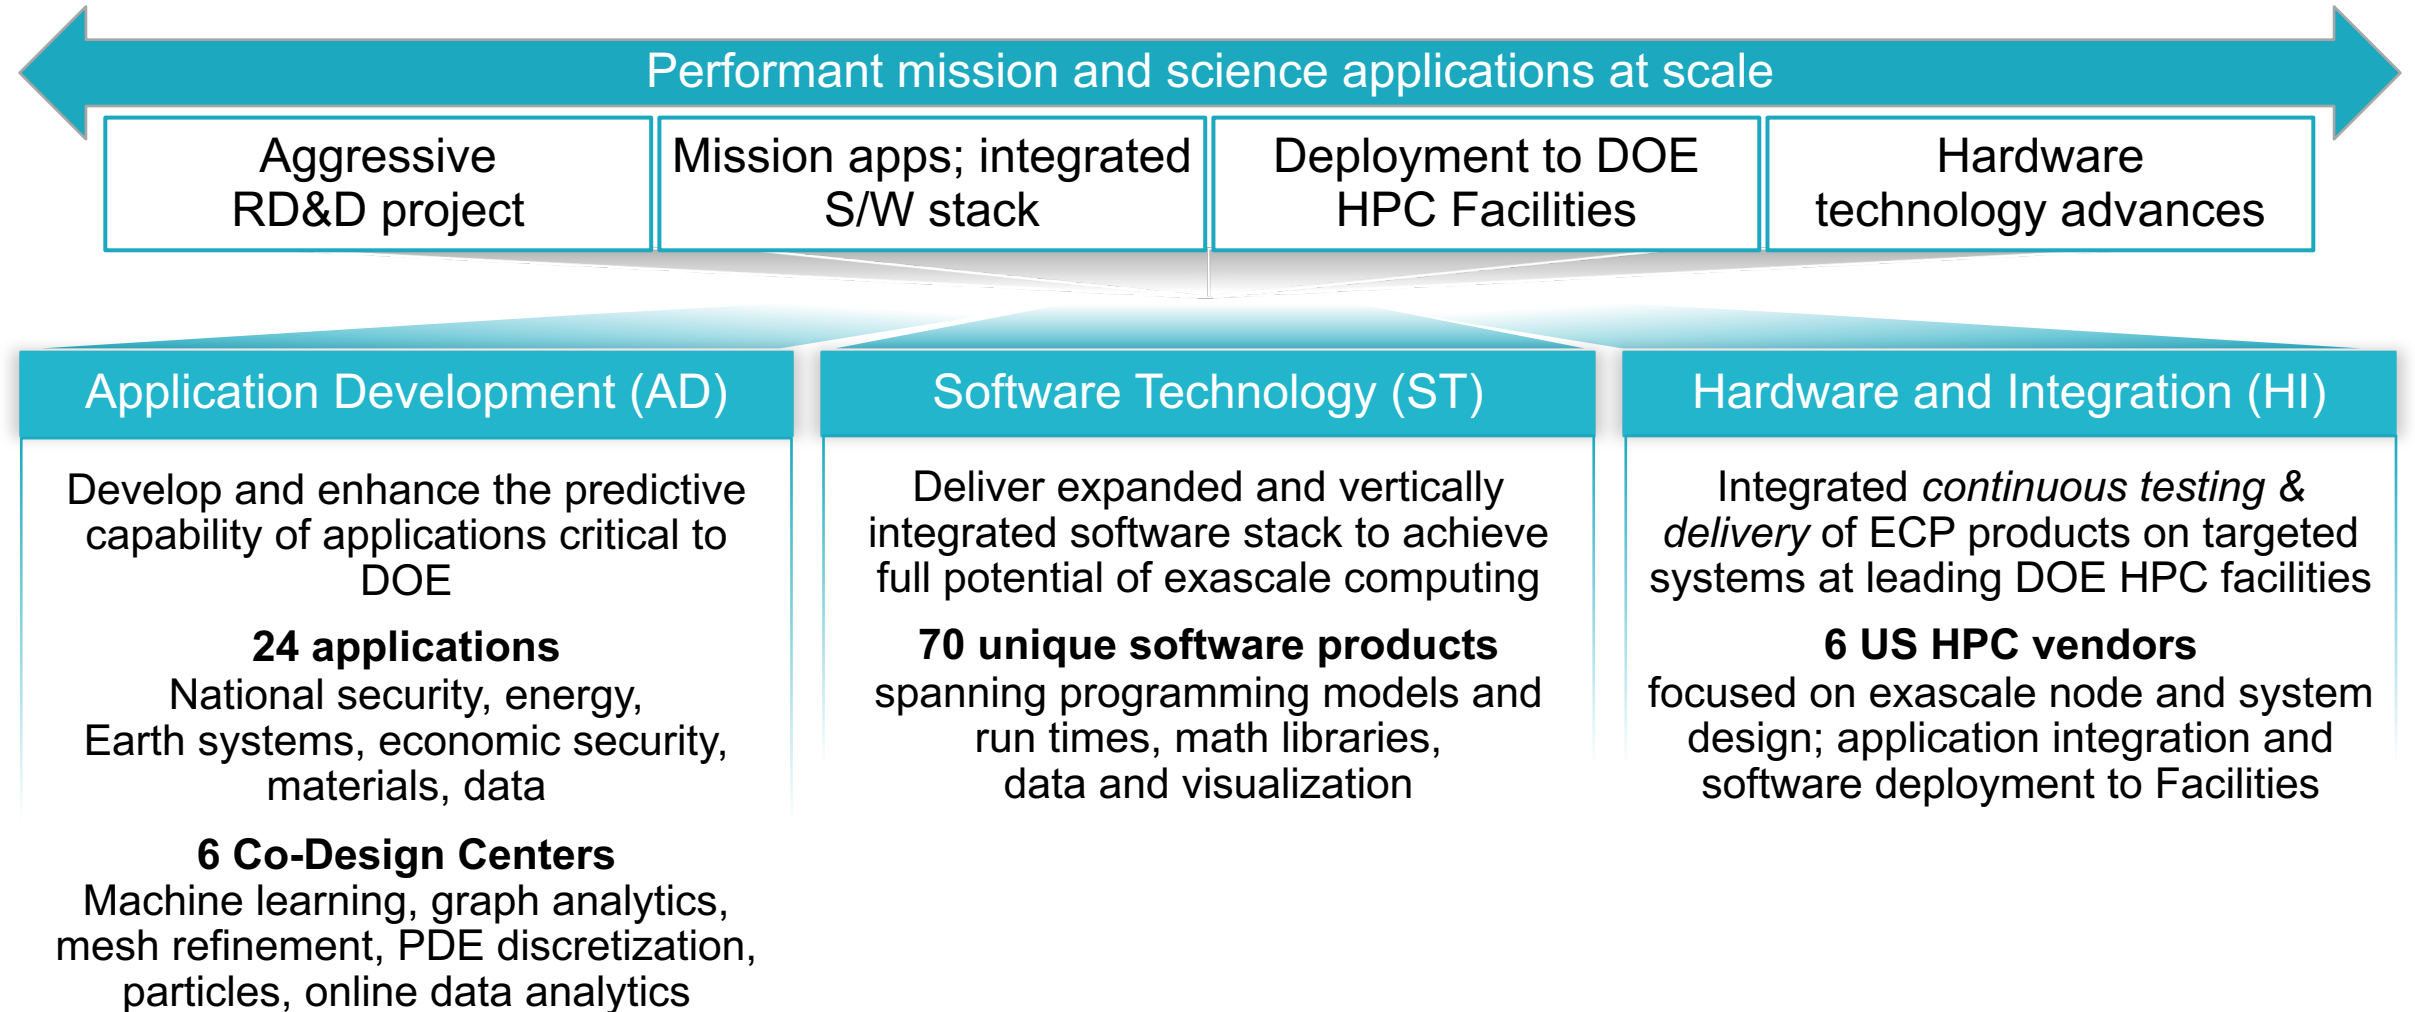 Performant mission and science applications at scale
Aggressive
RD&D project
Mission apps; integrated
S/W stack
Deployment to DOE
HPC Facilities
Hardware
technology advances
Application Development (AD)
Develop and enhance the predictive
capability of applications critical to
DOE
24 applications
National security, energy,
Earth systems, economic security,
materials, data
6 Co-Design Centers
Machine learning, graph analytics,
mesh refinement, PDE discretization,
particles, online data analytics
Software Technology (ST)
Deliver expanded and vertically
integrated software stack to achieve
full potential of exascale computing
70 unique software products
spanning programming models and
run times, math libraries,
data and visualization
Hardware and Integration (HI)
Integrated continuous testing &
delivery of ECP products on targeted
systems at leading DOE HPC facilities
6 US HPC vendors
focused on exascale node and system
design; application integration and
software deployment to Facilities